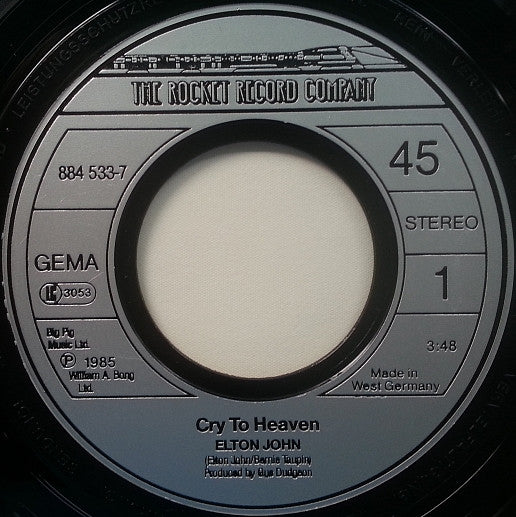 THE ROCKET RECORD COMPANY
884 533-7
45
STEREO
GEMA
LC 3053
1
Big Pig
Music Ltd.
℗ 1985
William A. Bong
Ltd.
3:48
Made in
West Germany
Cry To Heaven
ELTON JOHN
(Elton John/Bernie Taupin)
Produced by Gus Dudgeon
LEISTUNGSSCHUTZ